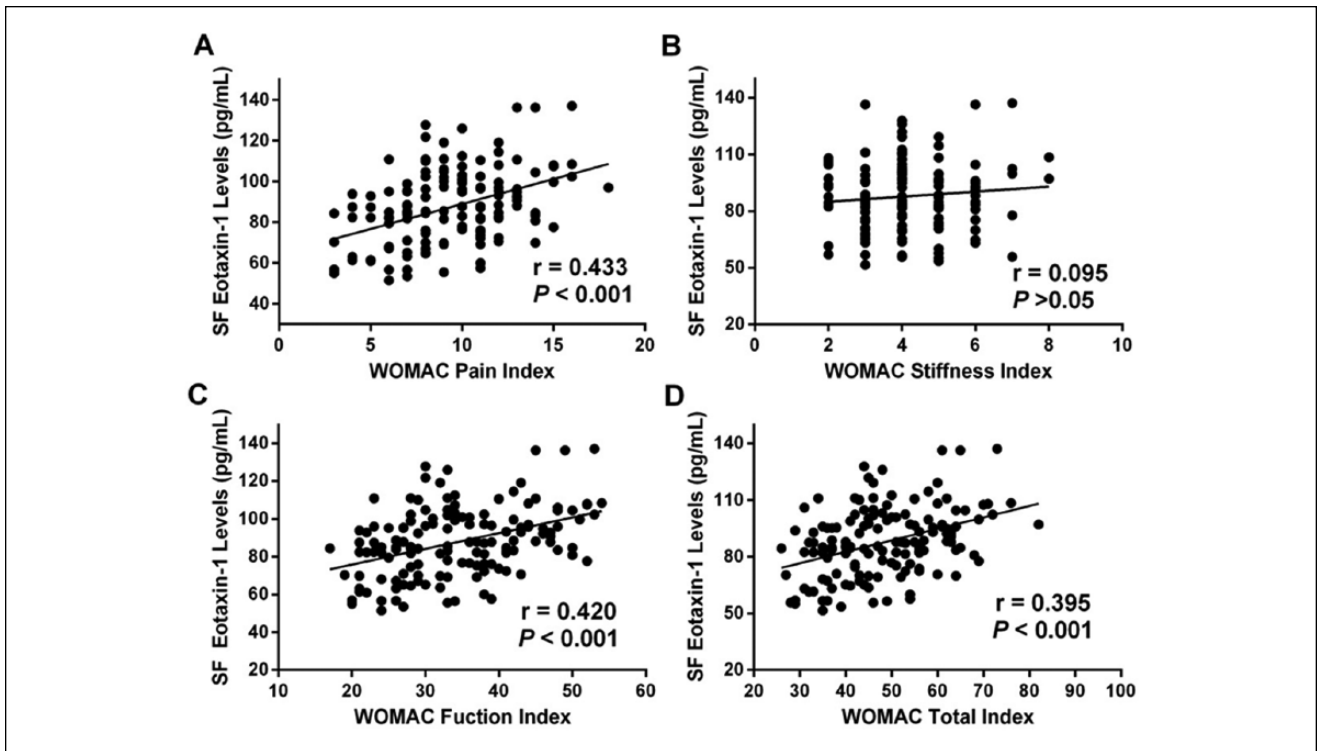 A
SF Eotaxin-1 Levels (pg/mL)
140
120
100
80
60
40
r = 0.433
P < 0.001
0 5 10 15 20
WOMAC Pain Index
B
SF Eotaxin-1 Levels (pg/mL)
140
110
80
50
20
r = 0.095
P >0.05
0 2 4 6 8 10
WOMAC Stiffness Index
C
SF Eotaxin-1 Levels (pg/mL)
140
120
100
80
60
40
20
r = 0.420
P < 0.001
10 20 30 40 50 60
WOMAC Fuction Index
D
SF Eotaxin-1 Levels (pg/mL)
140
110
80
50
20
r = 0.395
P < 0.001
20 30 40 50 60 70 80 90 100
WOMAC Total Index